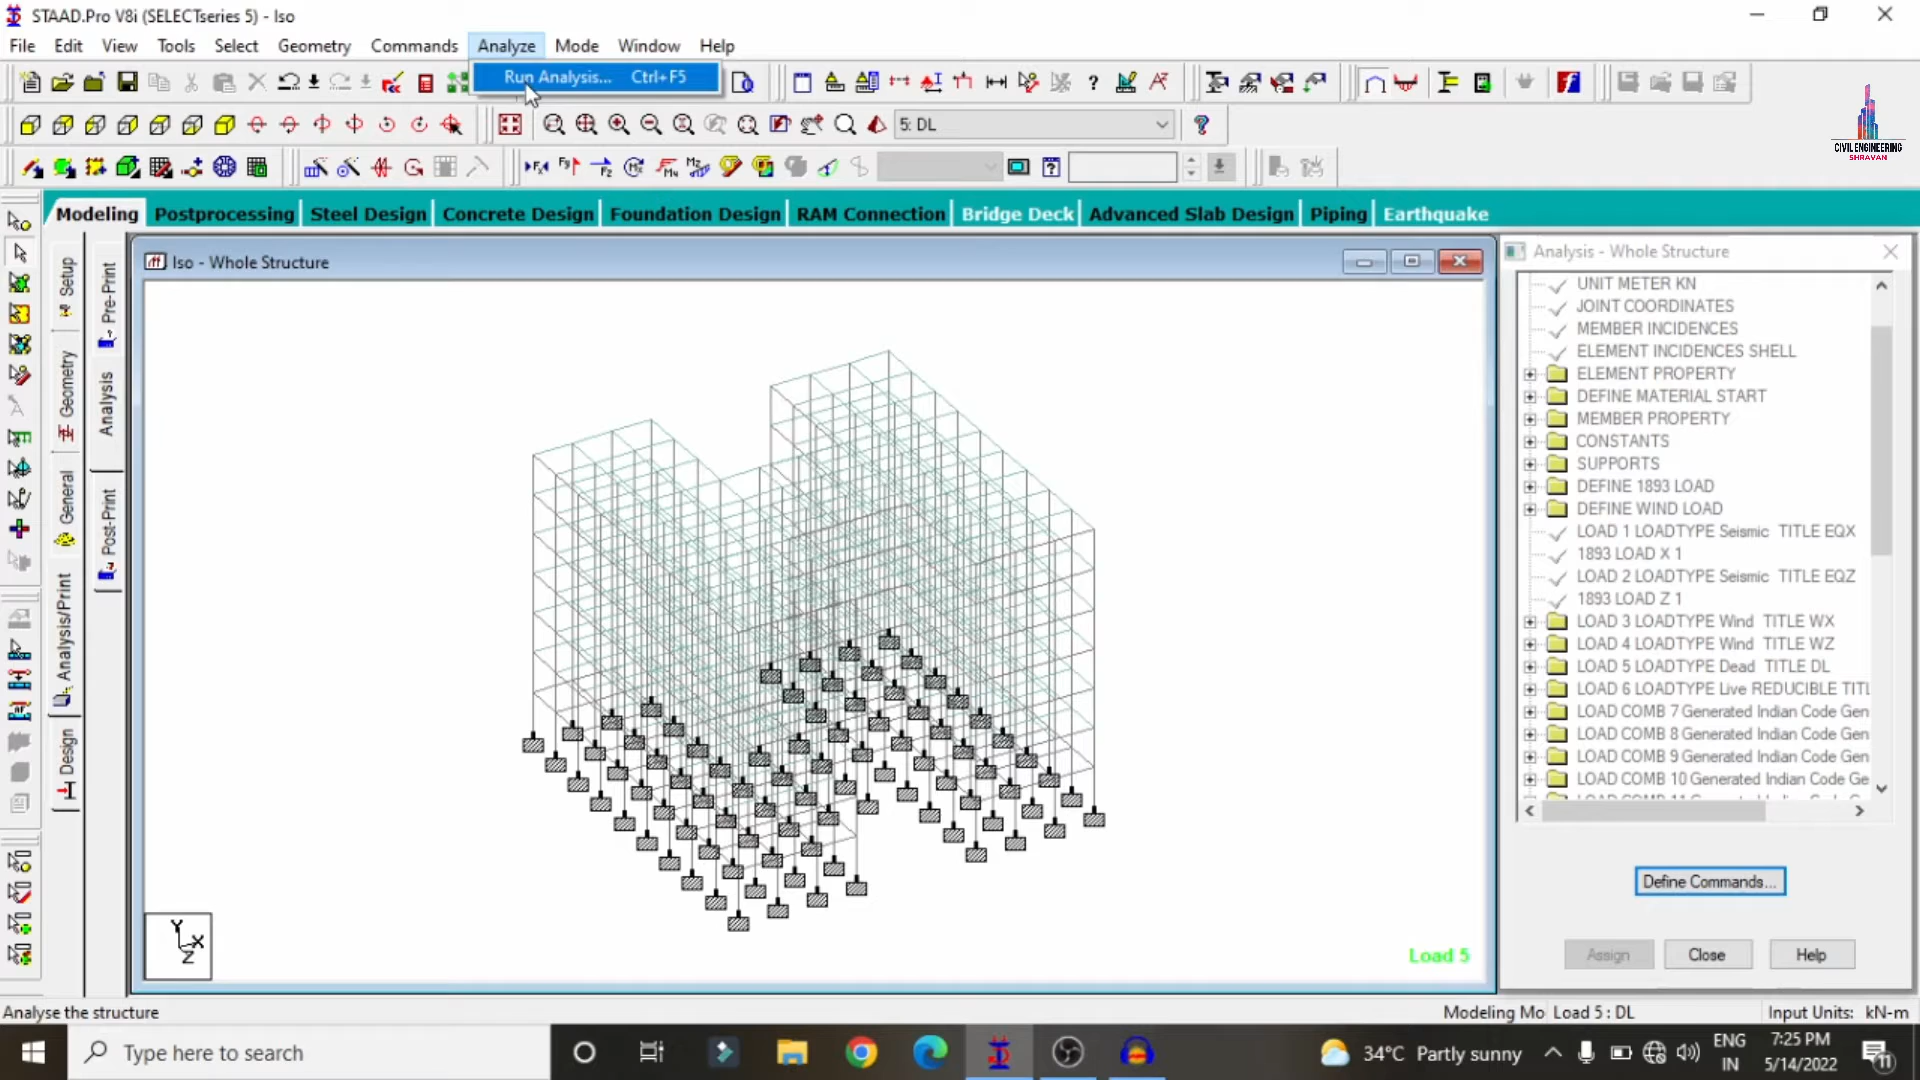 STAAD.Pro V8i (SELECTseries 5) - Iso
File Edit View Tools Select Geometry Commands Analyze Mode Window Help
Run Analysis... Ctrl+F5
5: DL
CIVIL ENGINEERING
SHRAVAN
Modeling Postprocessing Steel Design Concrete Design Foundation Design RAM Connection Bridge Deck Advanced Slab Design Piping Earthquake
Setup
Geometry
General
Analysis/Print
Design
Pre-Print
Analysis
Post-Print
Iso - Whole Structure
Y
X
Z
Load 5
Analysis - Whole Structure
UNIT METER KN
JOINT COORDINATES
MEMBER INCIDENCES
ELEMENT INCIDENCES SHELL
ELEMENT PROPERTY
DEFINE MATERIAL START
MEMBER PROPERTY
CONSTANTS
SUPPORTS
DEFINE 1893 LOAD
DEFINE WIND LOAD
LOAD 1 LOADTYPE Seismic TITLE EQX
1893 LOAD X 1
LOAD 2 LOADTYPE Seismic TITLE EQZ
1893 LOAD Z 1
LOAD 3 LOADTYPE Wind TITLE WX
LOAD 4 LOADTYPE Wind TITLE WZ
LOAD 5 LOADTYPE Dead TITLE DL
LOAD 6 LOADTYPE Live REDUCIBLE TITL
LOAD COMB 7 Generated Indian Code Gen
LOAD COMB 8 Generated Indian Code Gen
LOAD COMB 9 Generated Indian Code Gen
LOAD COMB 10 Generated Indian Code Ge
Define Commands...
Assign Close Help
Analyse the structure
Modeling Mo Load 5 : DL Input Units: kN-m
Type here to search
34°C Partly sunny
ENG
IN
7:25 PM
5/14/2022
11